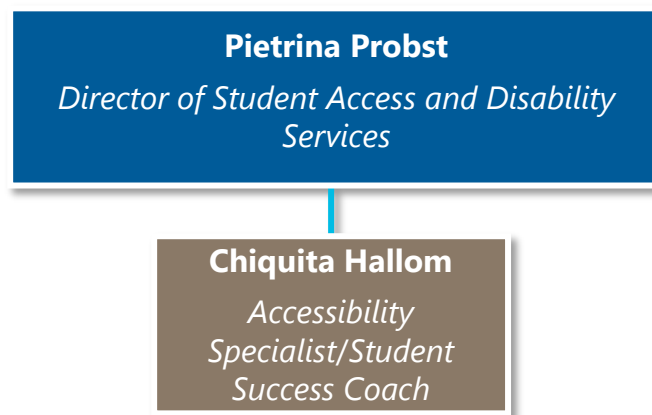 Pietrina Probst
Director of Student Access and Disability
Services
Chiquita Hallom
Accessibility
Specialist/Student
Success Coach